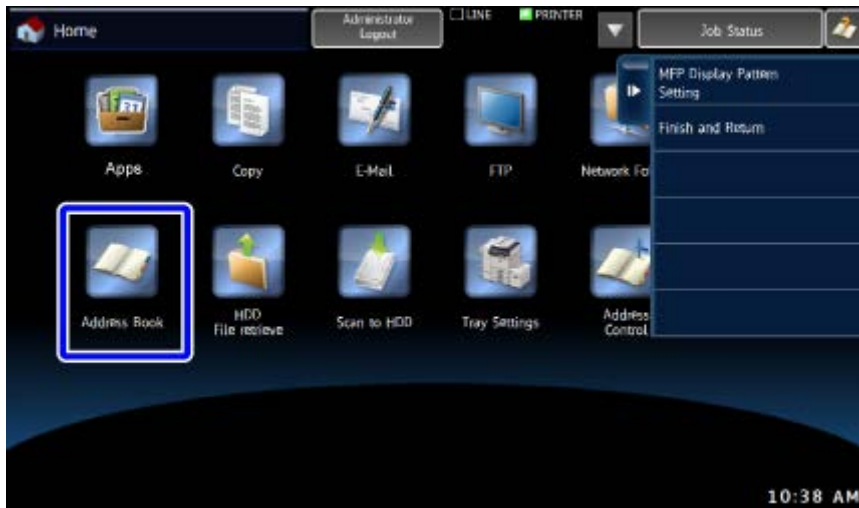 Home
Administrator
Logout
LINE
PRINTER
Job Status
MFP Display Pattern
Setting
Finish and Return
Apps
Copy
E-Mail
FTP
Network Fo
Address Book
HDD
File retrieve
Scan to HDD
Tray Settings
Address
Control
31
10:38 AM